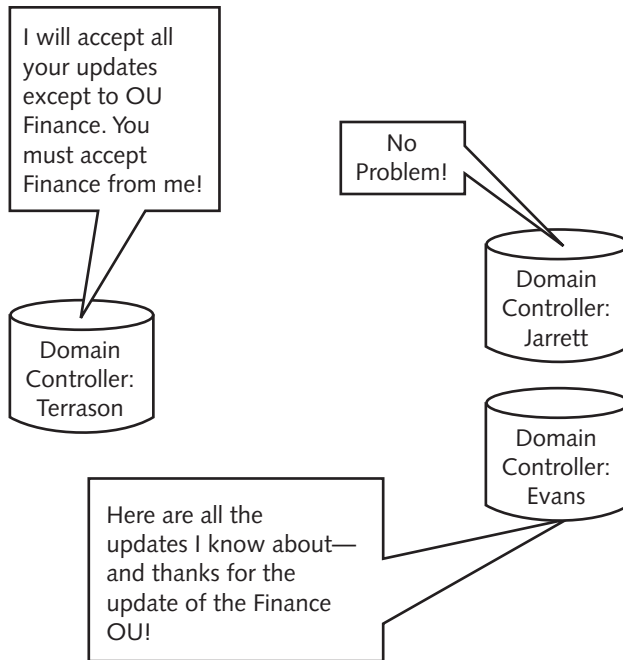 I will accept all
your updates
except to OU
Finance. You
must accept
Finance from me!
No
Problem!
Domain
Controller:
Jarrett
Domain
Controller:
Terrason
Domain
Controller:
Evans
Here are all the
updates I know about—
and thanks for the
update of the Finance
OU!